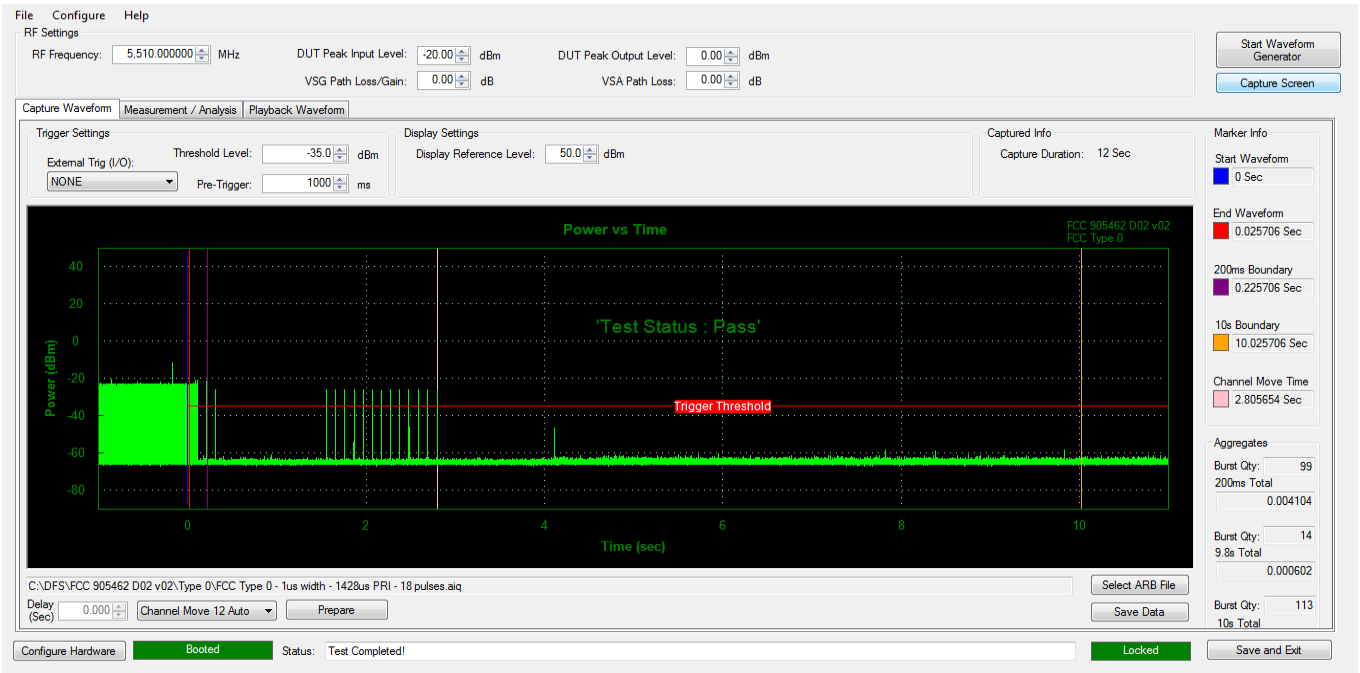 File Configure Help
RF Settings
RF Frequency: 5,510.000000 MHz
DUT Peak Input Level: -20.00 dBm
DUT Peak Output Level: 0.00 dBm
VSG Path Loss/Gain: 0.00 dB
VSA Path Loss: 0.00 dB
Start Waveform
Generator
Capture Screen
Capture Waveform Measurement / Analysis Playback Waveform
Trigger Settings
External Trig (I/O):
NONE
Threshold Level: -35.0 dBm
Pre-Trigger: 1000 ms
Display Settings
Display Reference Level: 50.0 dBm
Captured Info
Capture Duration: 12 Sec
Marker Info
Start Waveform
0 Sec
End Waveform
0.025706 Sec
200ms Boundary
0.225706 Sec
10s Boundary
10.025706 Sec
Channel Move Time
2.805654 Sec
Aggregates
Burst Qty: 99
200ms Total
0.004104
Burst Qty: 14
9.8s Total
0.000602
Burst Qty: 113
10s Total
Power vs Time
FCC 905462 D02 v02
FCC Type 0
'Test Status : Pass'
Trigger Threshold
Power (dBm)
40
20
0
-20
-40
-60
-80
0 2 4 6 8 10
Time (sec)
C:\DFS\FCC 905462 D02 v02\Type 0\FCC Type 0 - 1us width - 1428us PRI - 18 pulses.aiq
Select ARB File
Delay
(Sec) 0.000 Channel Move 12 Auto Prepare
Save Data
Configure Hardware Booted Status: Test Completed! Locked Save and Exit